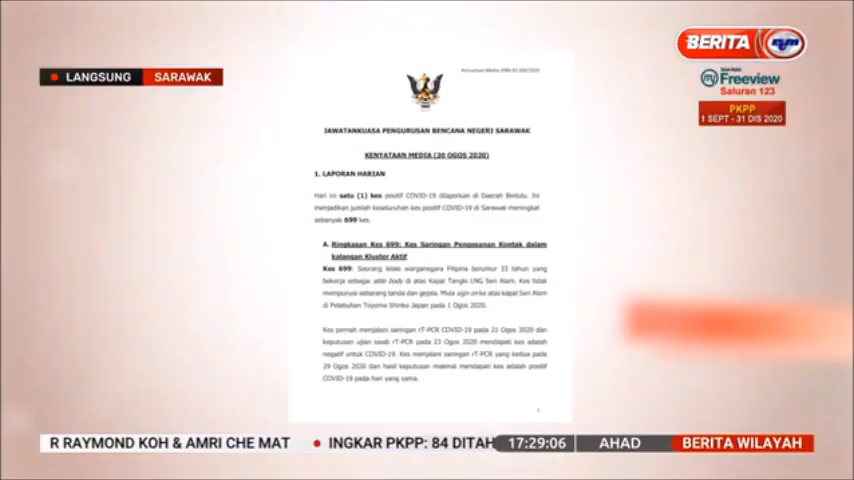 BERITA
LANGSUNG SARAWAK
Freeview
Saluran 123
PKPP
1 SEPT - 31 DIS 2020
Kenyataan Media JPBN
JAWATANKUASA PENGURUSAN BENCANA NEGERI SARAWAK
KENYATAAN MEDIA (30 OGOS 2020)
1. LAPORAN HARIAN
Hari ini satu (1) kes positif COVID-19 dilaporkan di Daerah Bintulu. Ini
menjadikan jumlah keseluruhan kes positif COVID-19 di Sarawak meningkat
sebanyak 699 kes.
A. Ringkasan Kes 699: Kes Saringan Pengesanan Kontak dalam
kalangan Kluster Aktif
Kes 699: Seorang lelaki warganegara Filipina berumur 33 tahun yang
bekerja sebagai able body di atas Kapal Tangki LNG Seri Alam. Kes tidak
mempunyai sebarang tanda dan gejala. Mula sign on ke atas kapal Seri Alam
di Pelabuhan Toyama Shinko Japan pada 1 Ogos 2020.
Kes pernah menjalani saringan rT-PCR COVID-19 pada 21 Ogos 2020 dan
keputusan ujian swab rT-PCR pada 23 Ogos 2020 mendapati kes adalah
negatif untuk COVID-19. Kes menjalani saringan rT-PCR yang kedua pada
29 Ogos 2020 dan hasil keputusan makmal mendapati kes adalah positif
COVID-19 pada hari yang sama.
R RAYMOND KOH & AMRI CHE MAT • INGKAR PKPP: 84 DITAH 17:29:06 AHAD BERITA WILAYAH